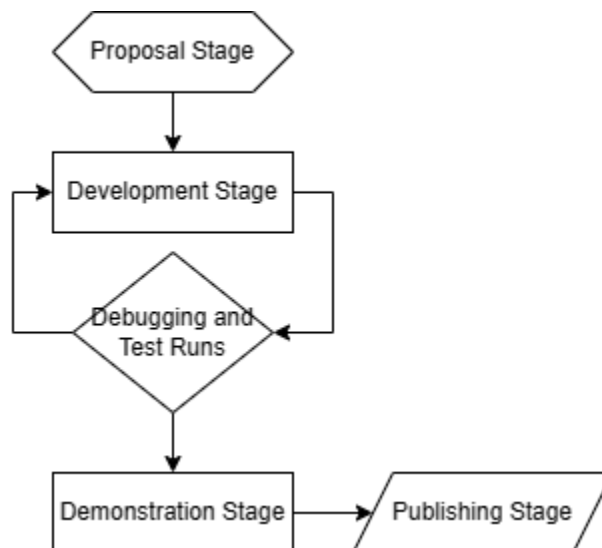 Proposal Stage
Development Stage
Debugging and
Test Runs
Demonstration Stage
Publishing Stage